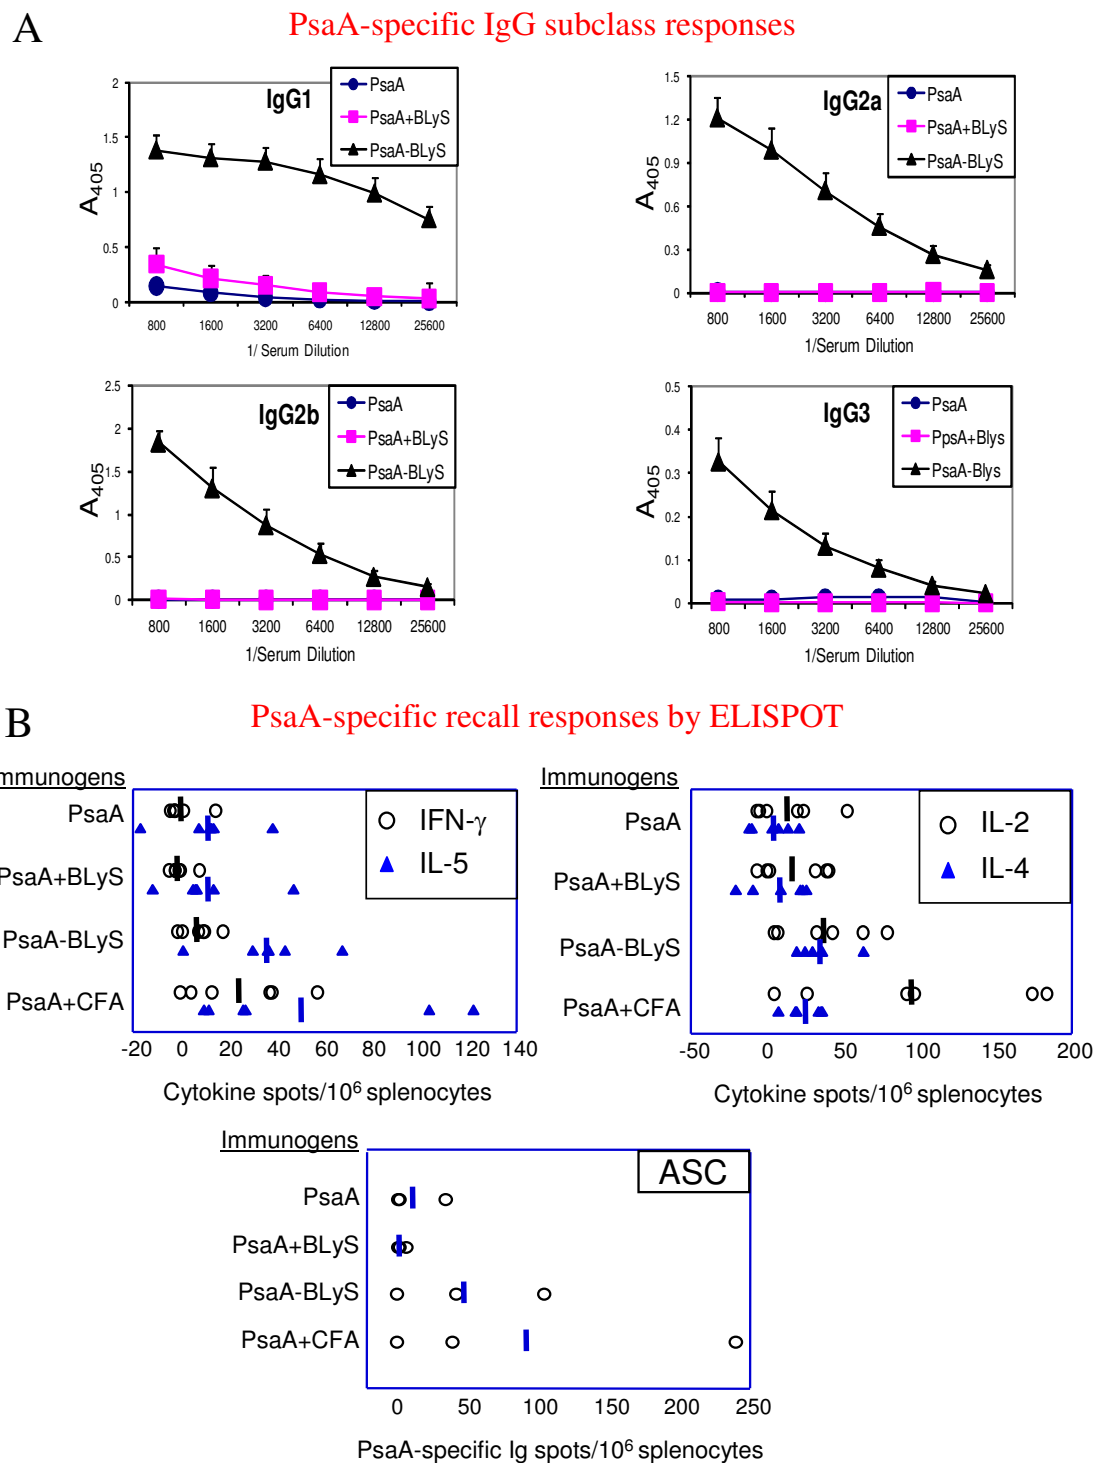 A
PsaA-specific IgG subclass responses
IgG1
PsaA
PsaA+BLyS
PsaA-BLyS
2
1.5
1
0.5
0
A405
800 1600 3200 6400 12800 25600
1/ Serum Dilution
IgG2a
PsaA
PsaA+BLyS
PsaA-BLyS
1.5
1.2
0.9
0.6
0.3
0
A405
800 1600 3200 6400 12800 25600
1/Serum Dilution
IgG2b
PsaA
PsaA+BLyS
PsaA-BLyS
2.5
2
1.5
1
0.5
0
A405
800 1600 3200 6400 12800 25600
1/Serum Dilution
IgG3
PsaA
PpsA+Blys
PsaA-Blys
0.5
0.4
0.3
0.2
0.1
0
A405
800 1600 3200 6400 12800 25600
1/Serum Dilution
B
PsaA-specific recall responses by ELISPOT
mmunogens
PsaA
PsaA+BLyS
PsaA-BLyS
PsaA+CFA
IFN-γ
IL-5
-20 0 20 40 60 80 100 120 140
Cytokine spots/10⁶ splenocytes
Immunogens
PsaA
PsaA+BLyS
PsaA-BLyS
PsaA+CFA
IL-2
IL-4
-50 0 50 100 150 200
Cytokine spots/10⁶ splenocytes
Immunogens
ASC
PsaA
PsaA+BLyS
PsaA-BLyS
PsaA+CFA
0 50 100 150 200 250
PsaA-specific Ig spots/10⁶ splenocytes